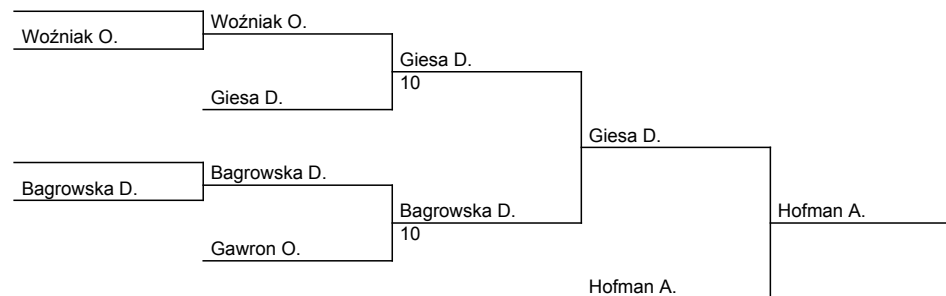 Woźniak O.
Woźniak O.
Giesa D.
10
Giesa D.
Giesa D.
Bagrowska D.
Bagrowska D.
Bagrowska D.
10
Hofman A.
Gawron O.
Hofman A.